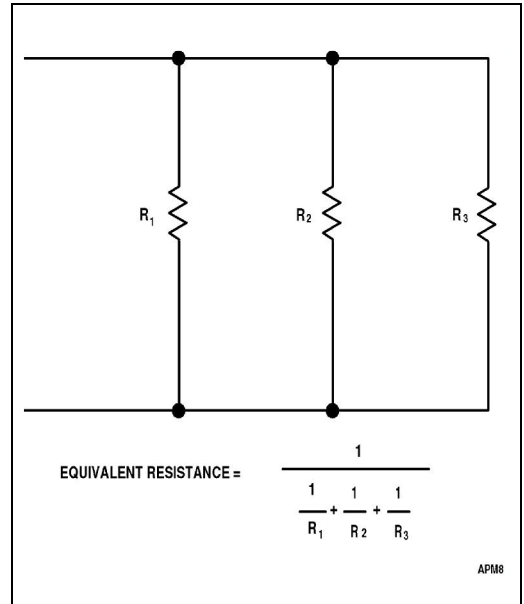 R₁ R₂ R₃
1
EQUIVALENT RESISTANCE =
1 1 1
+ +
R₁ R₂ R₃
APM8